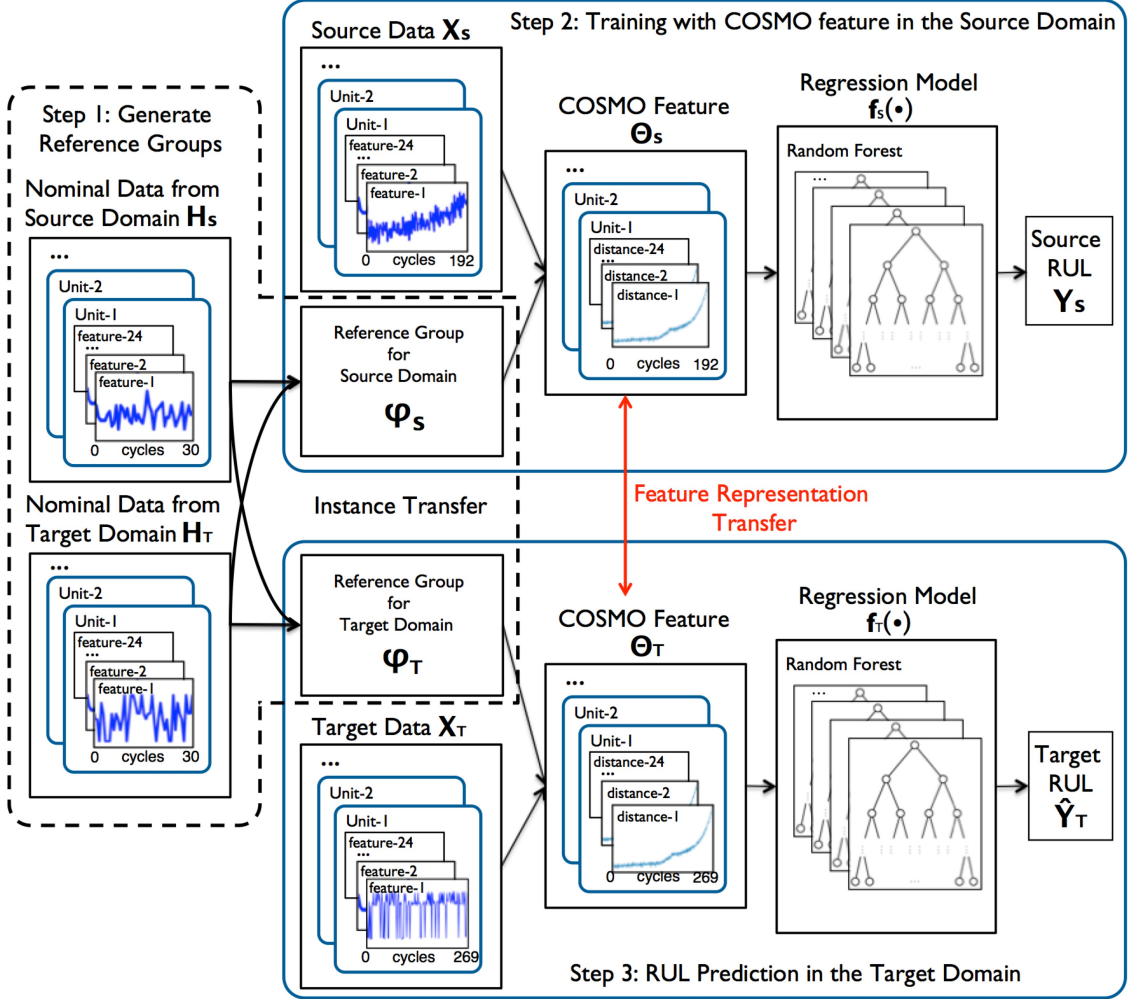 Step 2: Training with COSMO feature in the Source Domain
Source Data Xs
...
Unit-2
Unit-1
feature-24
...
feature-2
feature-1
0 cycles 192
Step 1: Generate
Reference Groups
Nominal Data from
Source Domain Hs
...
Unit-2
Unit-1
feature-24
...
feature-2
feature-1
0 cycles 30
Reference Group
for
Source Domain
φs
COSMO Feature
Θs
...
Unit-2
Unit-1
distance-24
...
distance-2
distance-1
0 cycles 192
Regression Model
fs(•)
Random Forest
...
...
Source
RUL
Ys
Nominal Data from
Target Domain HT
...
Unit-2
Unit-1
feature-24
...
feature-2
feature-1
0 cycles 30
Instance Transfer
Feature Representation
Transfer
Reference Group
for
Target Domain
φT
Target Data XT
...
Unit-2
Unit-1
feature-24
...
feature-2
feature-1
0 cycles 269
COSMO Feature
ΘT
...
Unit-2
Unit-1
distance-24
...
distance-2
distance-1
0 cycles 269
Regression Model
fT(•)
Random Forest
...
...
Target
RUL
ŶT
Step 3: RUL Prediction in the Target Domain